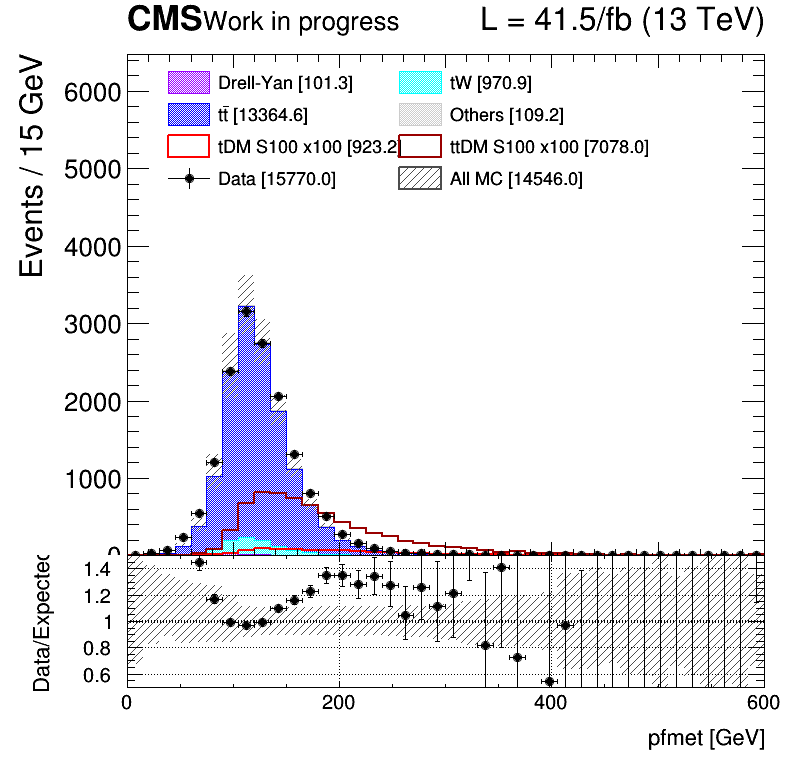 CMS Work in progress L = 41.5/fb (13 TeV)
Events / 15 GeV
6000
5000
4000
3000
2000
1000
0
Drell-Yan [101.3] tW [970.9]
tt̄ [13364.6] Others [109.2]
tDM S100 x100 [923.2] ttDM S100 x100 [7078.0]
Data [15770.0] All MC [14546.0]
Data/Expected
1.4
1.2
1
0.8
0.6
0 200 400 600
pfmet [GeV]